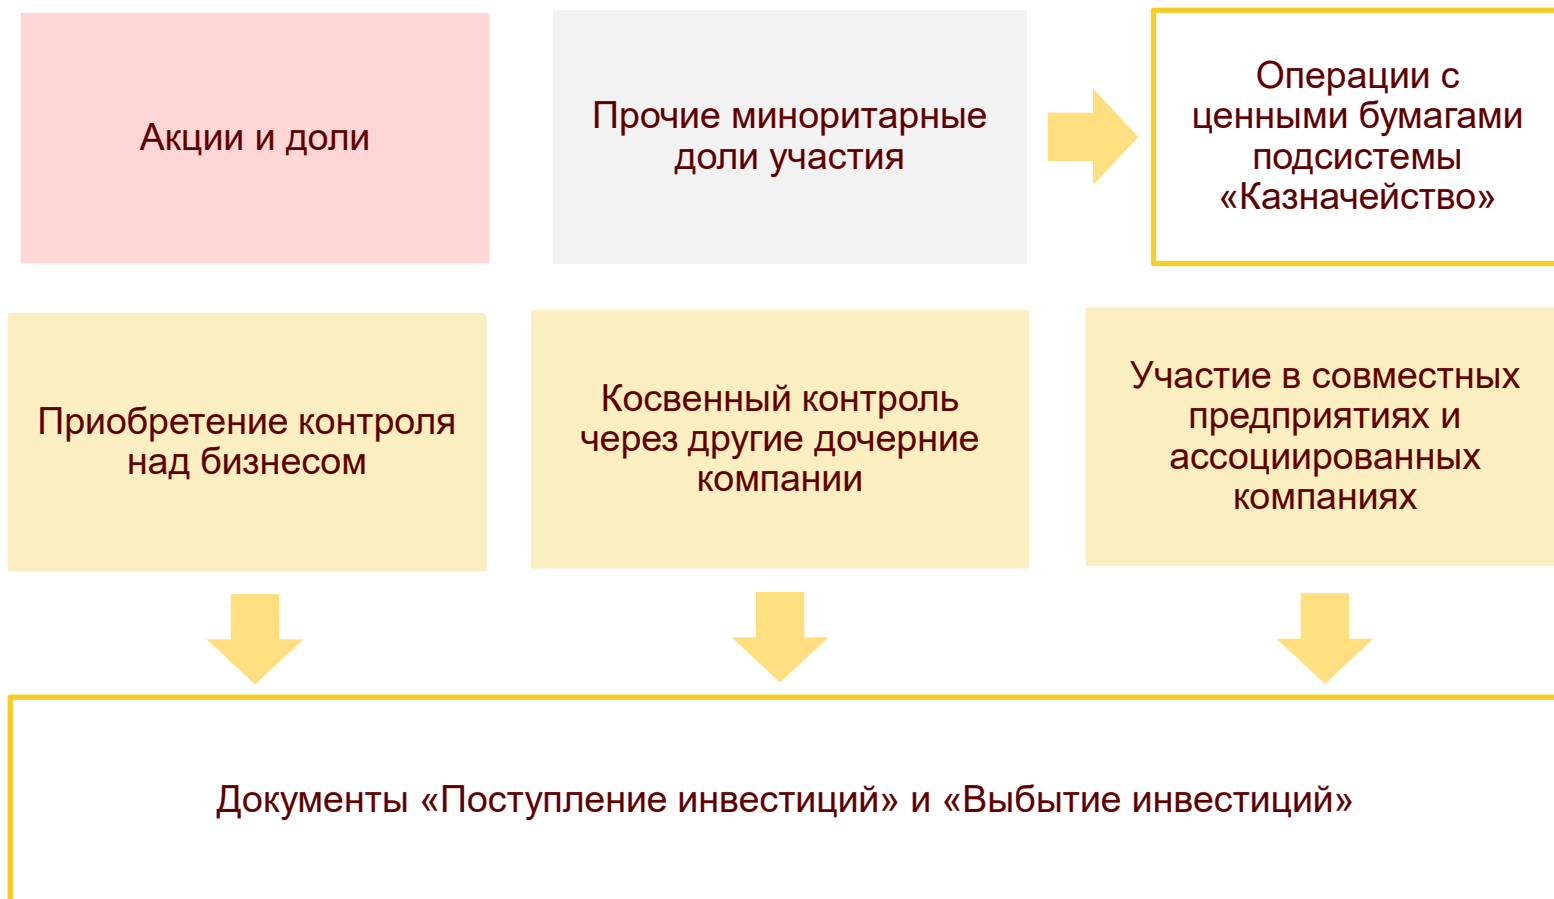 Акции и доли
Прочие миноритарные
доли участия
Операции с
ценными бумагами
подсистемы
«Казначейство»
Приобретение контроля
над бизнесом
Косвенный контроль
через другие дочерние
компании
Участие в совместных
предприятиях и
ассоциированных
компаниях
Документы «Поступление инвестиций» и «Выбытие инвестиций»